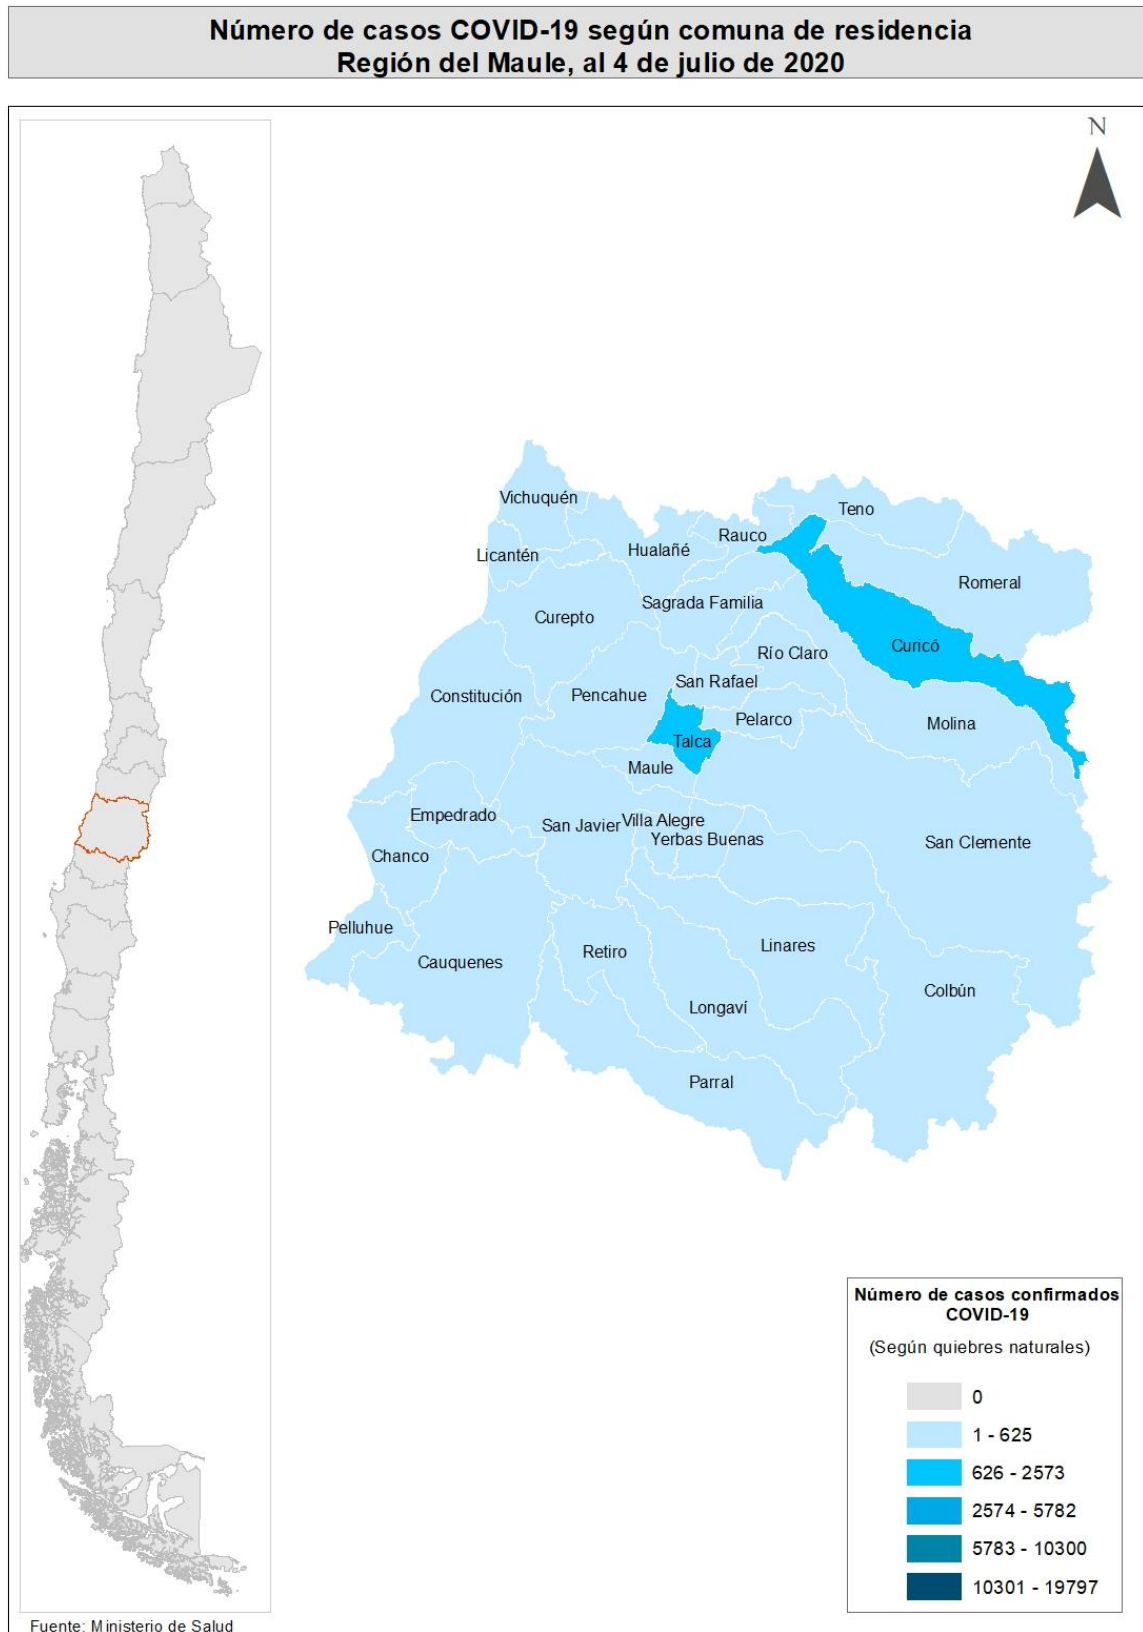 Número de casos COVID-19 según comuna de residencia
Región del Maule, al 4 de julio de 2020
N
Vichuquén
Teno
Rauco
Hualañé
Licantén
Romeral
Sagrada Familia
Curepto
Curicó
Río Claro
San Rafael
Constitución
Pencahue
Pelarco
Molina
Talca
Maule
Empedrado
San Javier
Villa Alegre
Yerbas Buenas
San Clemente
Chanco
Pelluhue
Cauquenes
Retiro
Linares
Colbún
Longaví
Parral
Número de casos confirmados
COVID-19
(Según quiebres naturales)
0
1 - 625
626 - 2573
2574 - 5782
5783 - 10300
10301 - 19797
Fuente: Ministerio de Salud